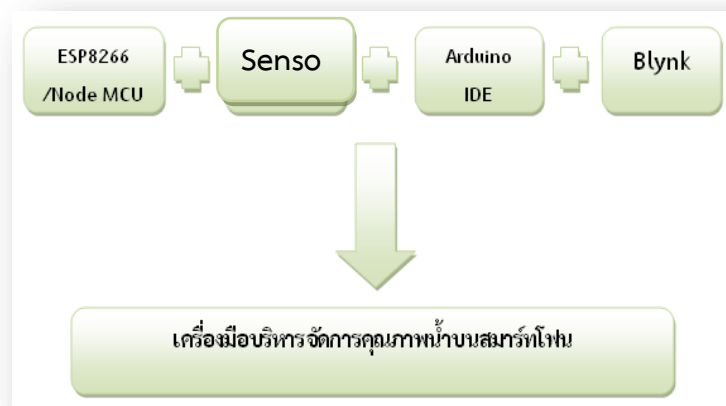 ESP8266
/Node MCU
Senso
Arduino
IDE
Blynk
เครื่องมือบริหารจัดการคุณภาพน้ำบนสมาร์ทโฟน